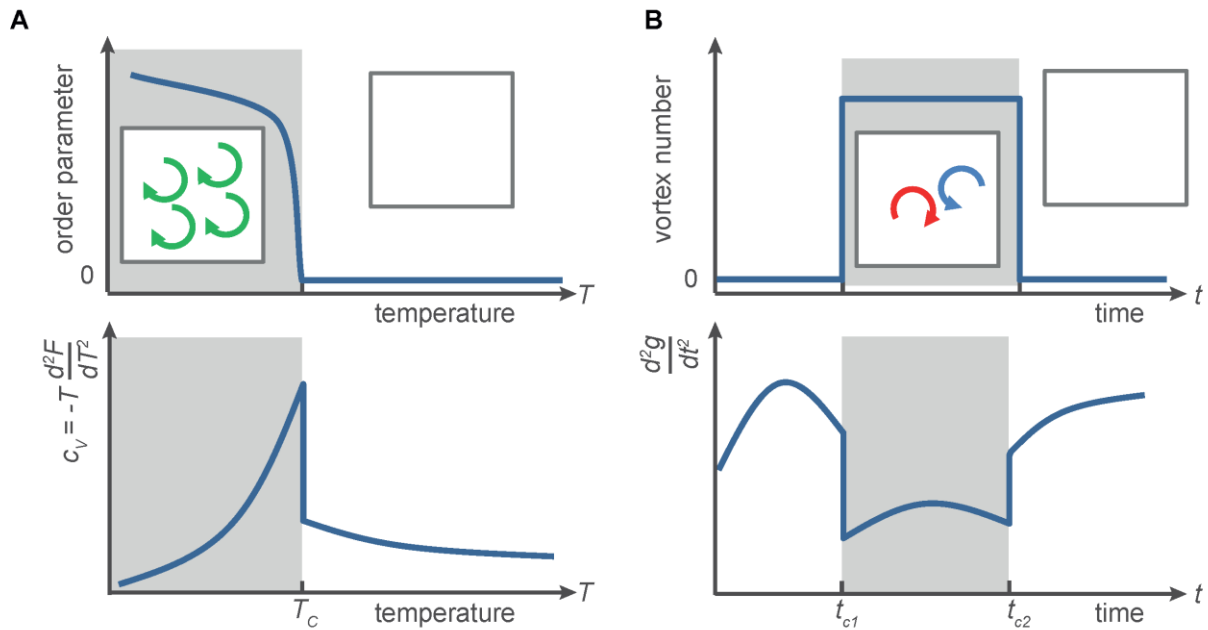 A
order parameter
0
T
temperature
B
vortex number
0
t
time
c_V = -T d²F/dT²
T_C
temperature
T
d²g/dt²
t_c1
t_c2
time
t